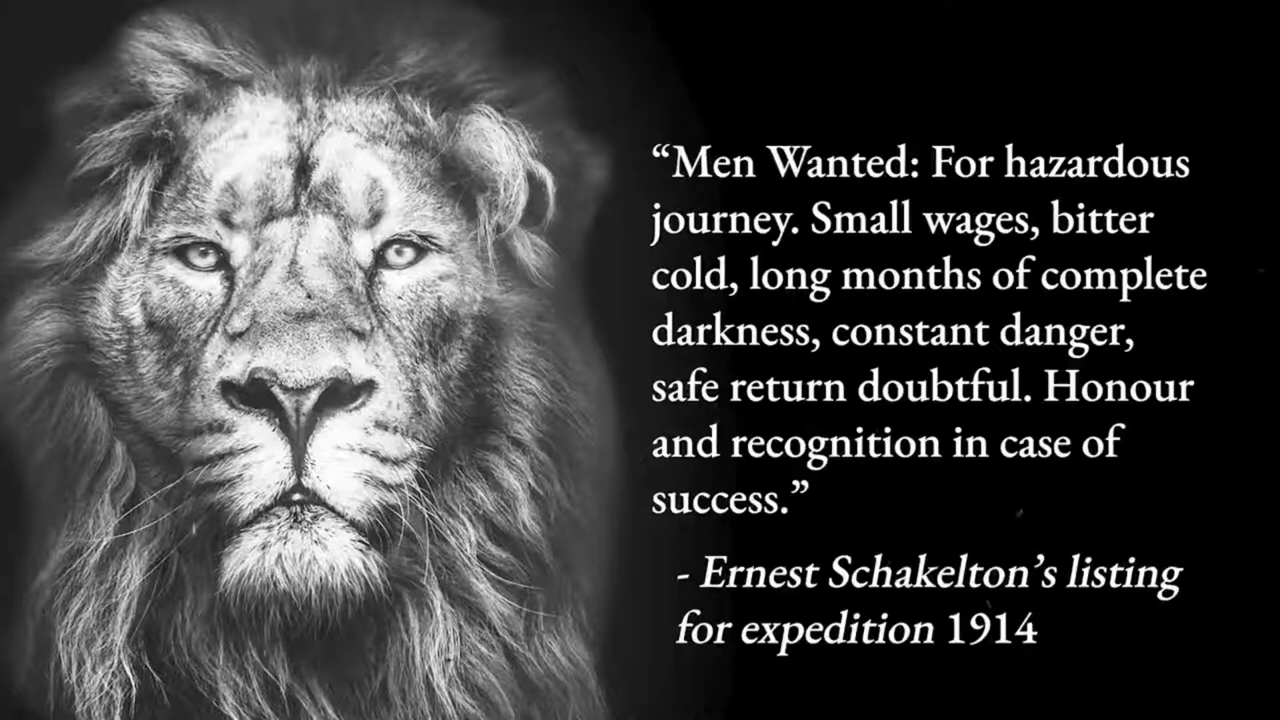 “Men Wanted: For hazardous
journey. Small wages, bitter
cold, long months of complete
darkness, constant danger,
safe return doubtful. Honour
and recognition in case of
success.”
- Ernest Schakelton’s listing
for expedition 1914